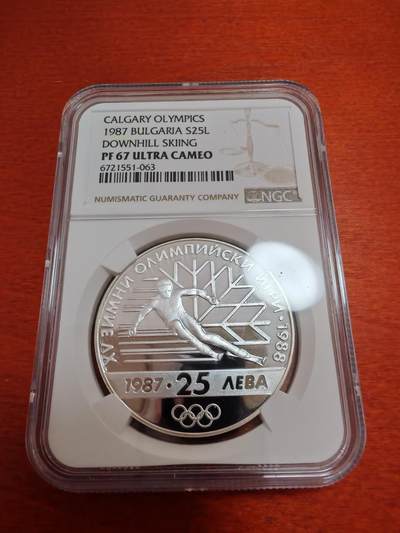 CALGARY OLYMPICS
1987 BULGARIA S25L
DOWNHILL SKIING
PF 67 ULTRA CAMEO
6721551-063
NUMISMATIC GUARANTY COMPANY
NGC
XV ЗИМНИ ОЛИМПИЙСКИ ИГРИ · 1988
1987 · 25 ЛЕВА